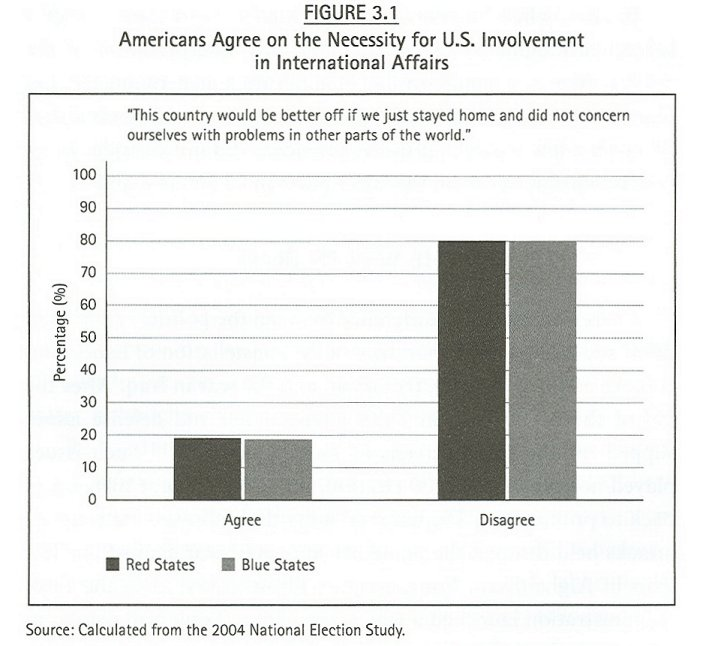 FIGURE 3.1
Americans Agree on the Necessity for U.S. Involvement
in International Affairs
"This country would be better off if we just stayed home and did not concern
ourselves with problems in other parts of the world."
Percentage (%)
100
90
80
70
60
50
40
30
20
10
0
Agree
Disagree
Red States
Blue States
Source: Calculated from the 2004 National Election Study.